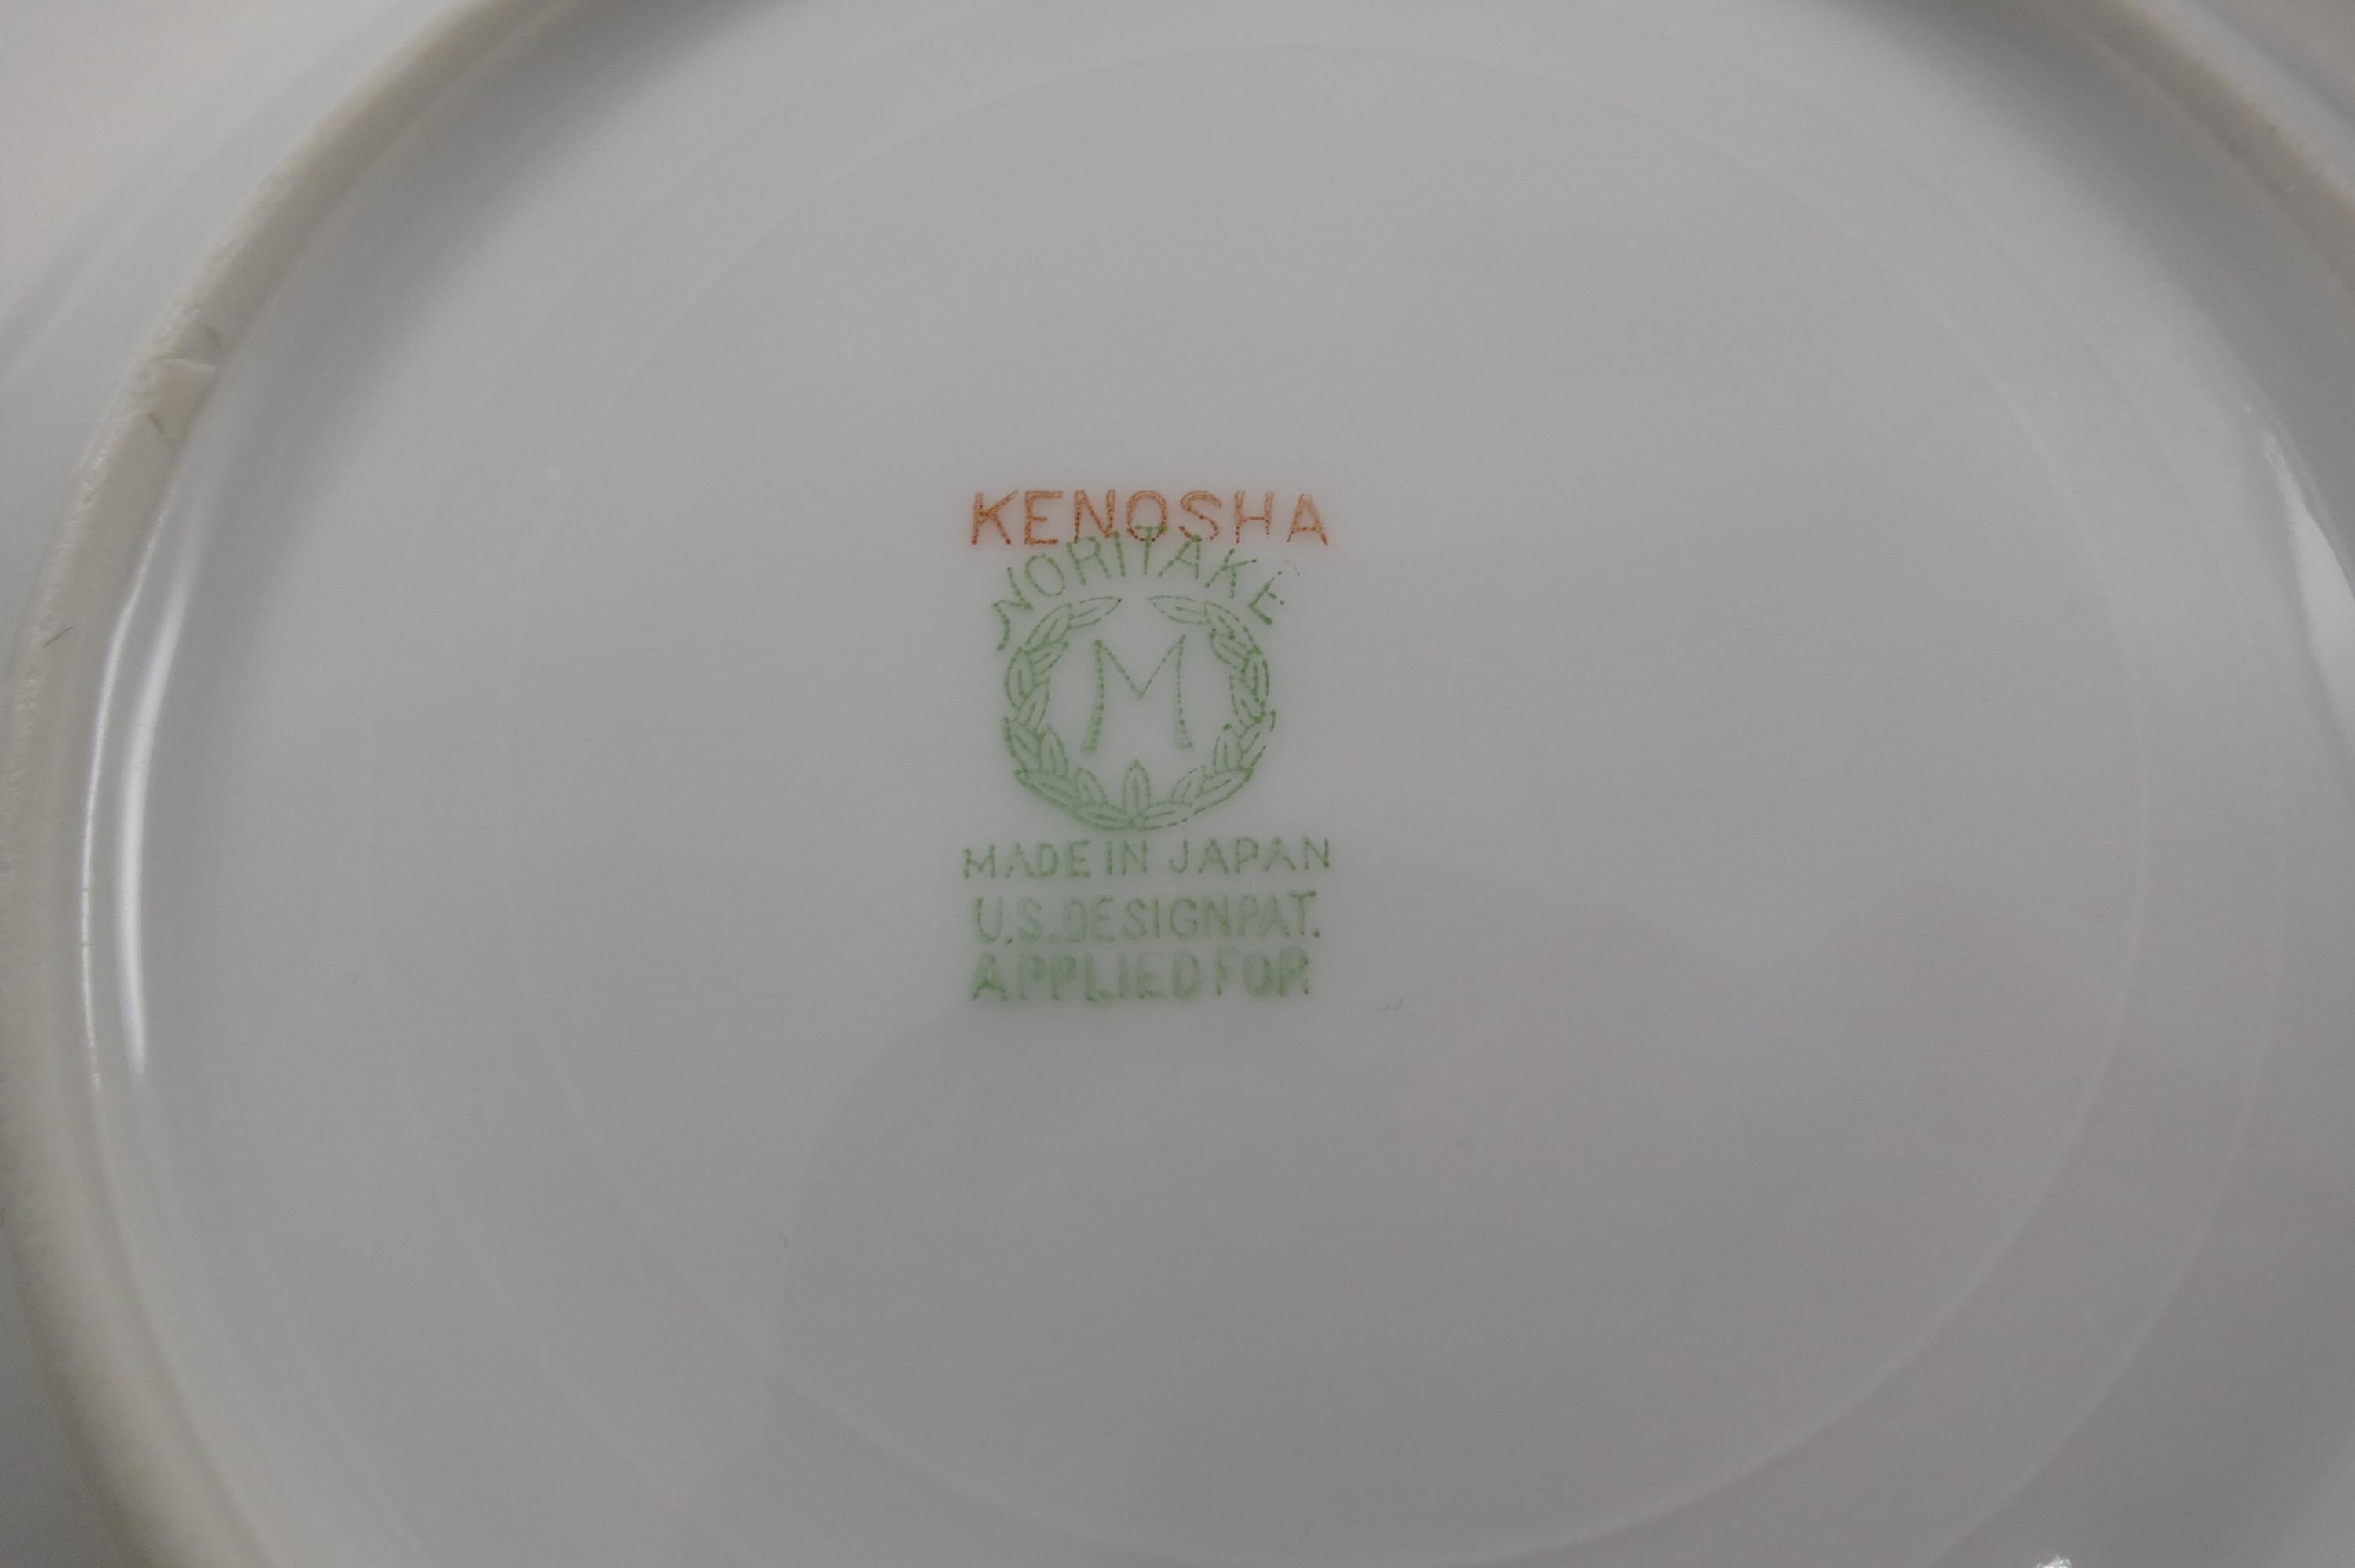 KENOSHA
NORITAKE
M
MADE IN JAPAN
U.S. DESIGN PAT.
APPLIED FOR